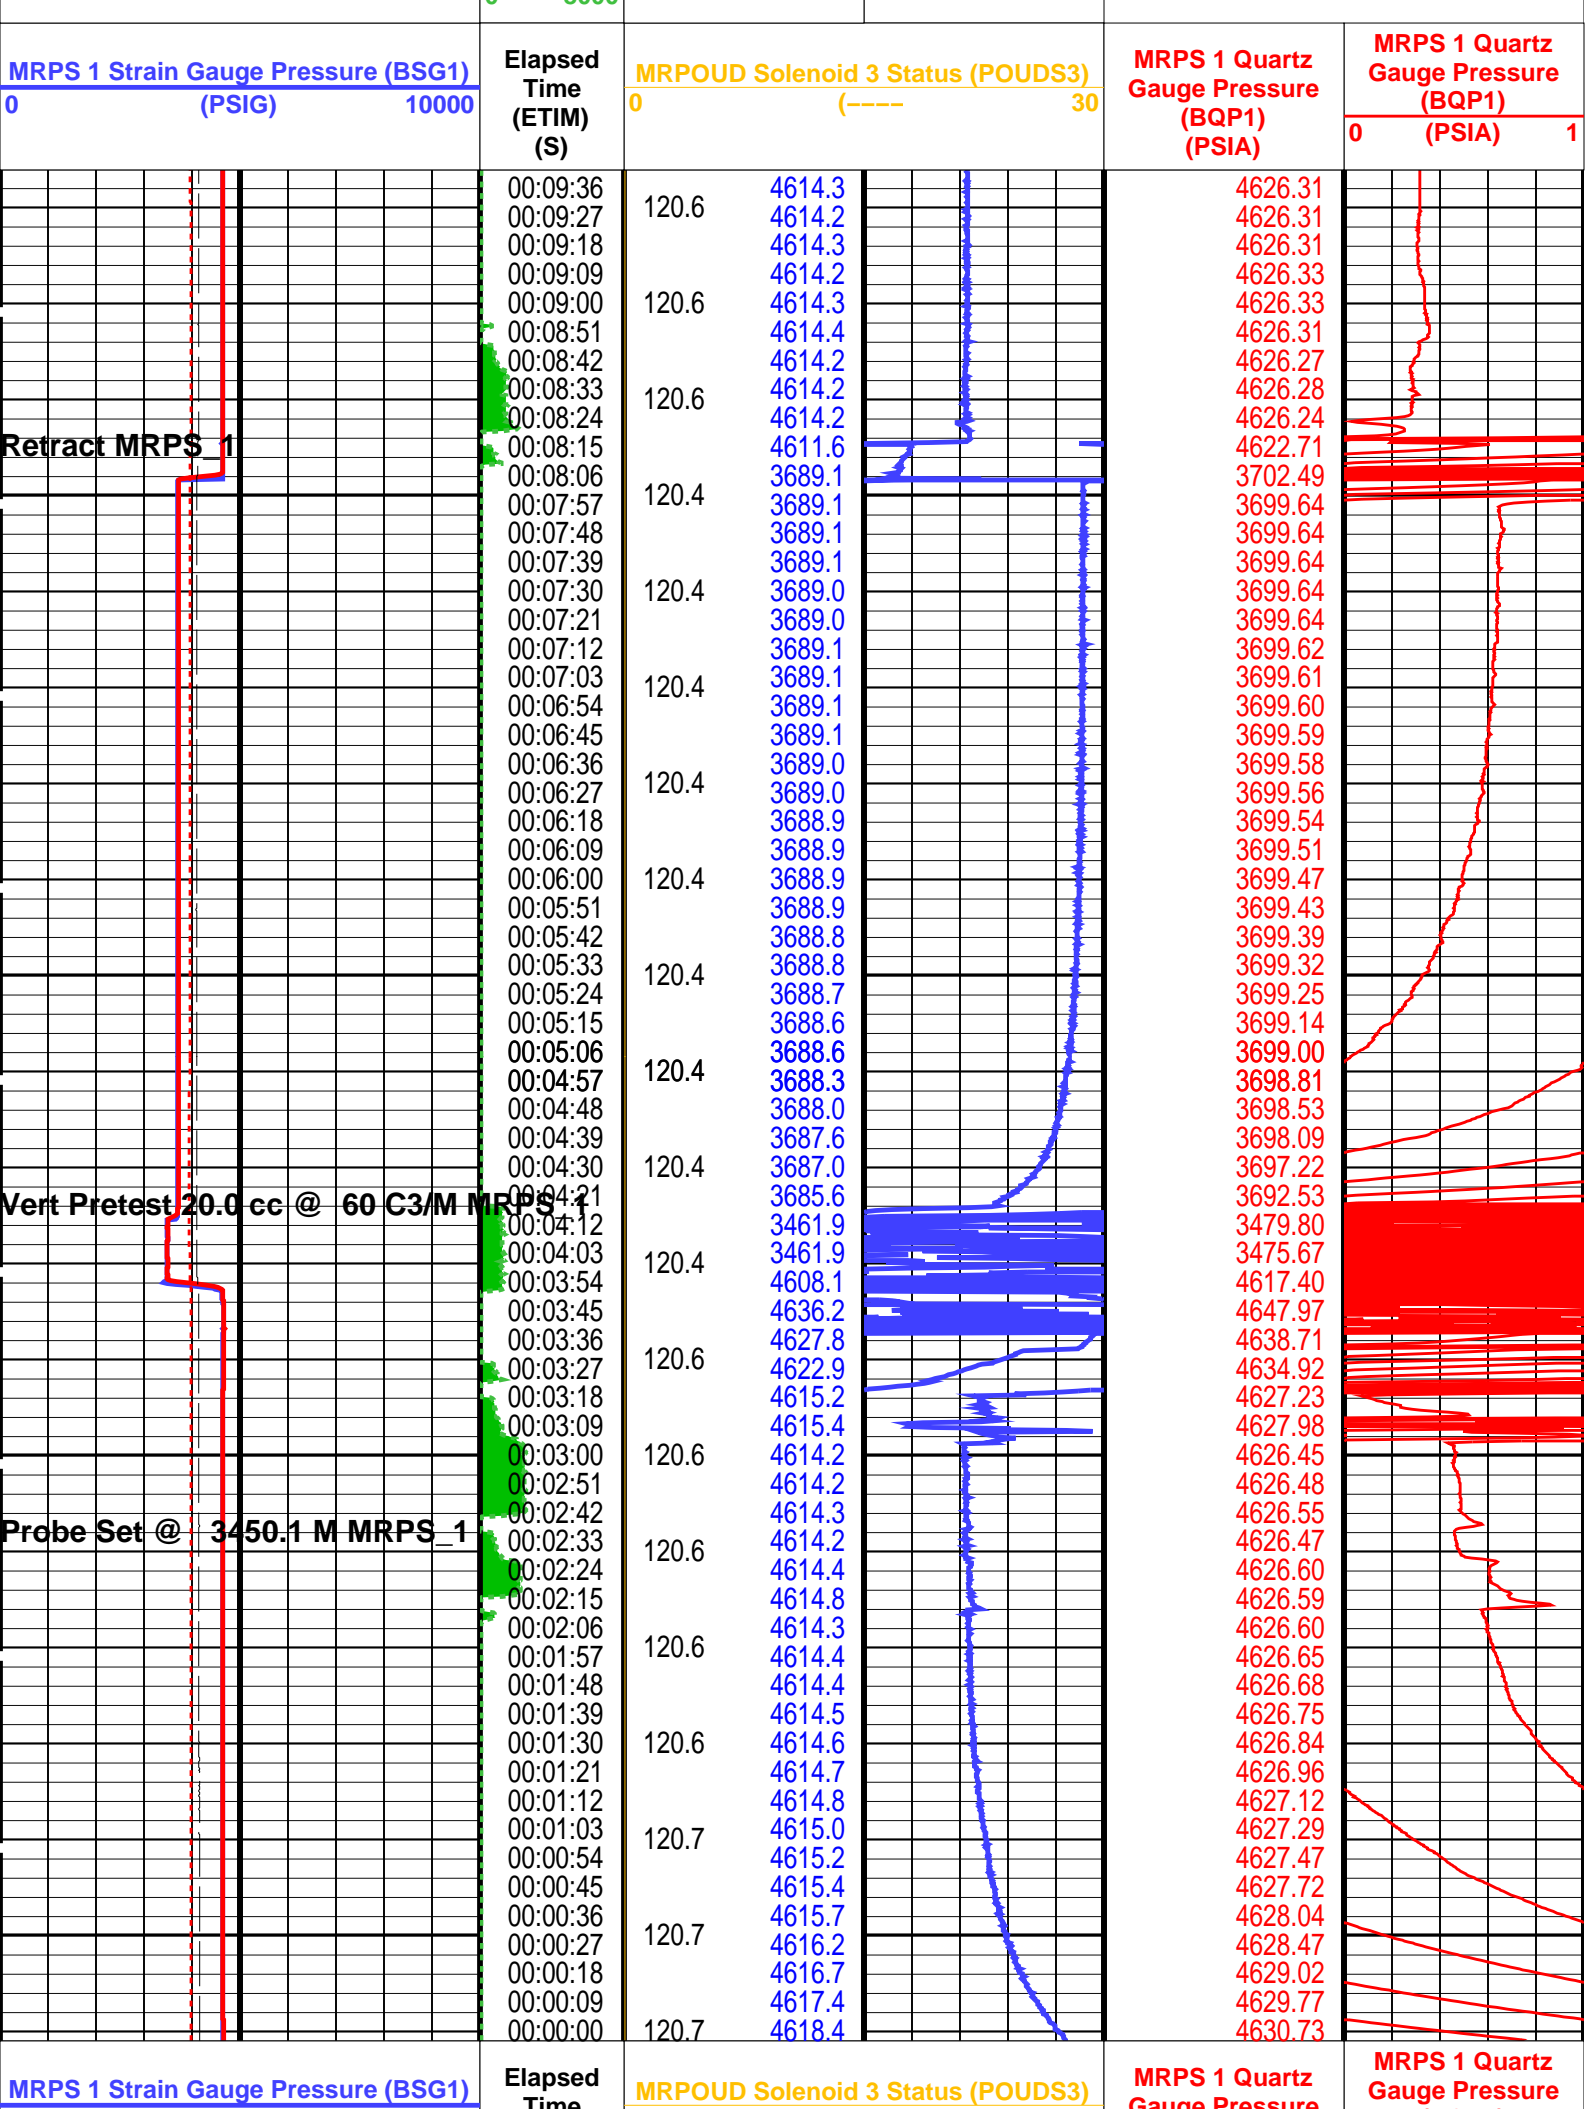 MRPS 1 Strain Gauge Pressure (BSG1)
0 (PSIG) 10000
Elapsed
Time
(ETIM)
(S)
MRPOUD Solenoid 3 Status (POUDS3)
0 (---- 30
MRPS 1 Quartz
Gauge Pressure
(BQP1)
(PSIA)
MRPS 1 Quartz
Gauge Pressure
(BQP1)
0 (PSIA) 1
00:09:36 4614.3 4626.31
120.6
00:09:27 4614.2 4626.31
00:09:18 4614.3 4626.31
00:09:09 4614.2 4626.33
00:09:00 120.6 4614.3 4626.33
00:08:51 4614.4 4626.31
00:08:42 4614.2 4626.27
00:08:33 4614.2 4626.28
120.6
00:08:24 4614.2 4626.24
Retract MRPS_1 00:08:15 4611.6 4622.71
00:08:06 3689.1 3702.49
120.4
00:07:57 3689.1 3699.64
00:07:48 3689.1 3699.64
00:07:39 3689.1 3699.64
00:07:30 120.4 3689.0 3699.64
00:07:21 3689.0 3699.64
00:07:12 3689.1 3699.62
00:07:03 3689.1 3699.61
120.4
00:06:54 3689.1 3699.60
00:06:45 3689.1 3699.59
00:06:36 3689.0 3699.58
120.4
00:06:27 3689.0 3699.56
00:06:18 3688.9 3699.54
00:06:09 3688.9 3699.51
00:06:00 120.4 3688.9 3699.47
00:05:51 3688.9 3699.43
00:05:42 3688.8 3699.39
00:05:33 3688.8 3699.32
120.4
00:05:24 3688.7 3699.25
00:05:15 3688.6 3699.14
00:05:06 3688.6 3699.00
120.4
00:04:57 3688.3 3698.81
00:04:48 3688.0 3698.53
00:04:39 3687.6 3698.09
00:04:30 120.4 3687.0 3697.22
00:04:21 3685.6 3692.53
Vert Pretest 20.0 cc @ 60 C3/M MRPS_1
00:04:12 3461.9 3479.80
00:04:03 3461.9 3475.67
120.4
00:03:54 4608.1 4617.40
00:03:45 4636.2 4647.97
00:03:36 4627.8 4638.71
120.6
00:03:27 4622.9 4634.92
00:03:18 4615.2 4627.23
00:03:09 4615.4 4627.98
00:03:00 120.6 4614.2 4626.45
00:02:51 4614.2 4626.48
00:02:42 4614.3 4626.55
Probe Set @ 3450.1 M MRPS_1
00:02:33 4614.2 4626.47
120.6
00:02:24 4614.4 4626.60
00:02:15 4614.8 4626.59
00:02:06 4614.3 4626.60
120.6
00:01:57 4614.4 4626.65
00:01:48 4614.4 4626.68
00:01:39 4614.5 4626.75
00:01:30 120.6 4614.6 4626.84
00:01:21 4614.7 4626.96
00:01:12 4614.8 4627.12
00:01:03 4615.0 4627.29
120.7
00:00:54 4615.2 4627.47
00:00:45 4615.4 4627.72
00:00:36 4615.7 4628.04
120.7
00:00:27 4616.2 4628.47
00:00:18 4616.7 4629.02
00:00:09 4617.4 4629.77
00:00:00 120.7 4618.4 4630.73
MRPS 1 Strain Gauge Pressure (BSG1)
Elapsed
Time
MRPOUD Solenoid 3 Status (POUDS3)
MRPS 1 Quartz
Gauge Pressure
MRPS 1 Quartz
Gauge Pressure